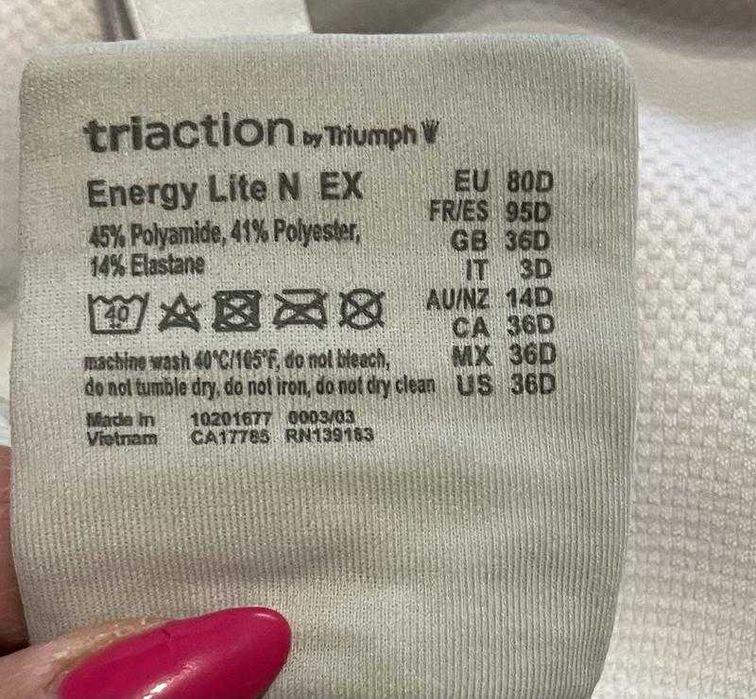 triaction by Triumph
Energy Lite N EX
45% Polyamide, 41% Polyester,
14% Elastane
40
machine wash 40°C/105°F, do not bleach,
do not tumble dry, do not iron, do not dry clean
Made in 10201677 0003/03
Vietnam CA17785 RN139163
EU 80D
FR/ES 95D
GB 36D
IT 3D
AU/NZ 14D
CA 36D
MX 36D
US 36D